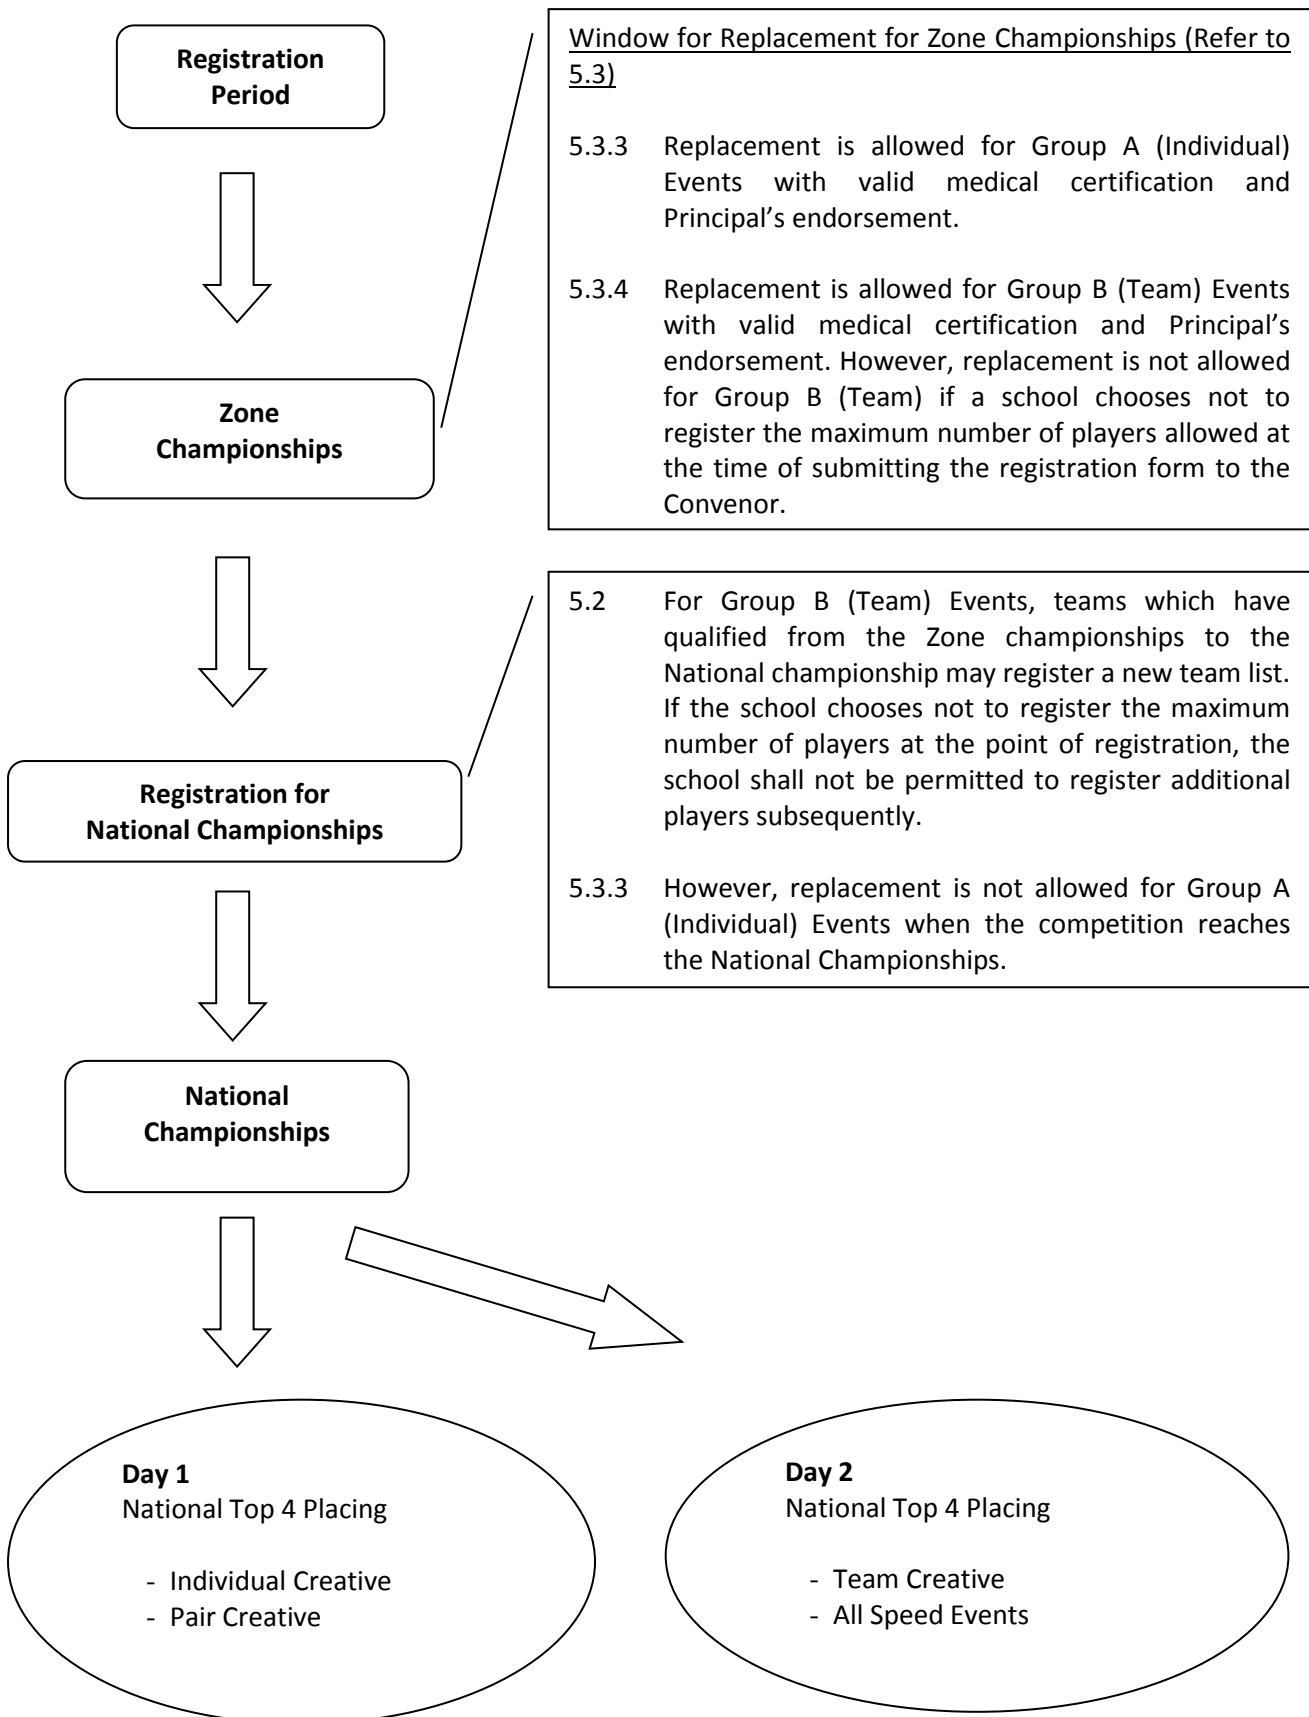 Registration
Period
Window for Replacement for Zone Championships (Refer to
5.3)
5.3.3 Replacement is allowed for Group A (Individual)
Events with valid medical certification and
Principal’s endorsement.
5.3.4 Replacement is allowed for Group B (Team) Events
with valid medical certification and Principal’s
endorsement. However, replacement is not allowed
for Group B (Team) if a school chooses not to
register the maximum number of players allowed at
the time of submitting the registration form to the
Convenor.
Zone
Championships
5.2 For Group B (Team) Events, teams which have
qualified from the Zone championships to the
National championship may register a new team list.
If the school chooses not to register the maximum
number of players at the point of registration, the
school shall not be permitted to register additional
players subsequently.
5.3.3 However, replacement is not allowed for Group A
(Individual) Events when the competition reaches
the National Championships.
Registration for
National Championships
National
Championships
Day 1
National Top 4 Placing
- Individual Creative
- Pair Creative
Day 2
National Top 4 Placing
- Team Creative
- All Speed Events